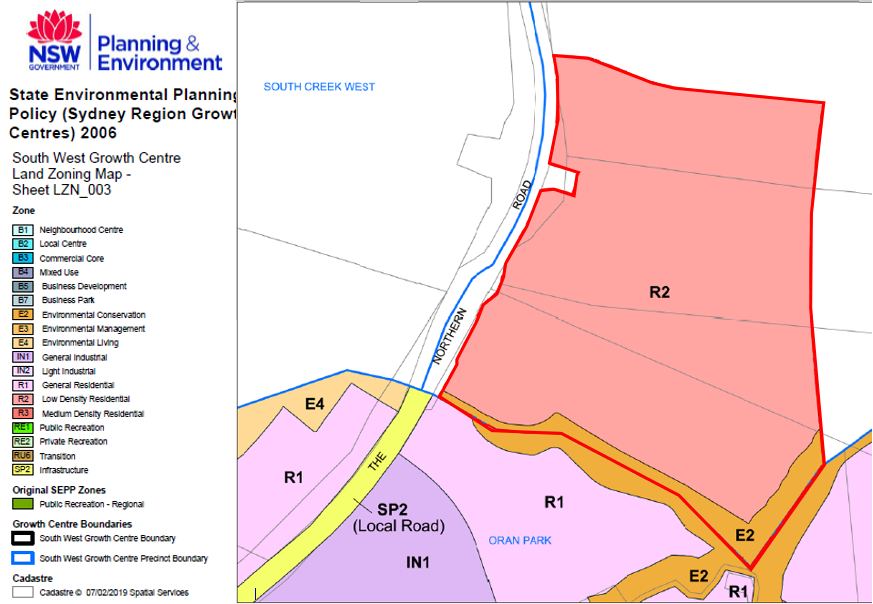 NSW
GOVERNMENT
Planning &
Environment
State Environmental Planning
Policy (Sydney Region Growt
Centres) 2006
South West Growth Centre
Land Zoning Map -
Sheet LZN_003
Zone
B1 Neighbourhood Centre
B2 Local Centre
B3 Commercial Core
B4 Mixed Use
B5 Business Development
B7 Business Park
E2 Environmental Conservation
E3 Environmental Management
E4 Environmental Living
IN1 General Industrial
IN2 Light Industrial
R1 General Residential
R2 Low Density Residential
R3 Medium Density Residential
RE1 Public Recreation
RE2 Private Recreation
RU6 Transition
SP2 Infrastructure
Original SEPP Zones
Public Recreation - Regional
Growth Centre Boundaries
South West Growth Centre Boundary
South West Growth Centre Precinct Boundary
Cadastre
Cadastre © 07/02/2019 Spatial Services
SOUTH CREEK WEST
ROAD
R2
NORTHERN
E4
THE
R1
R1
SP2
(Local Road)
E2
ORAN PARK
IN1
E2
R1